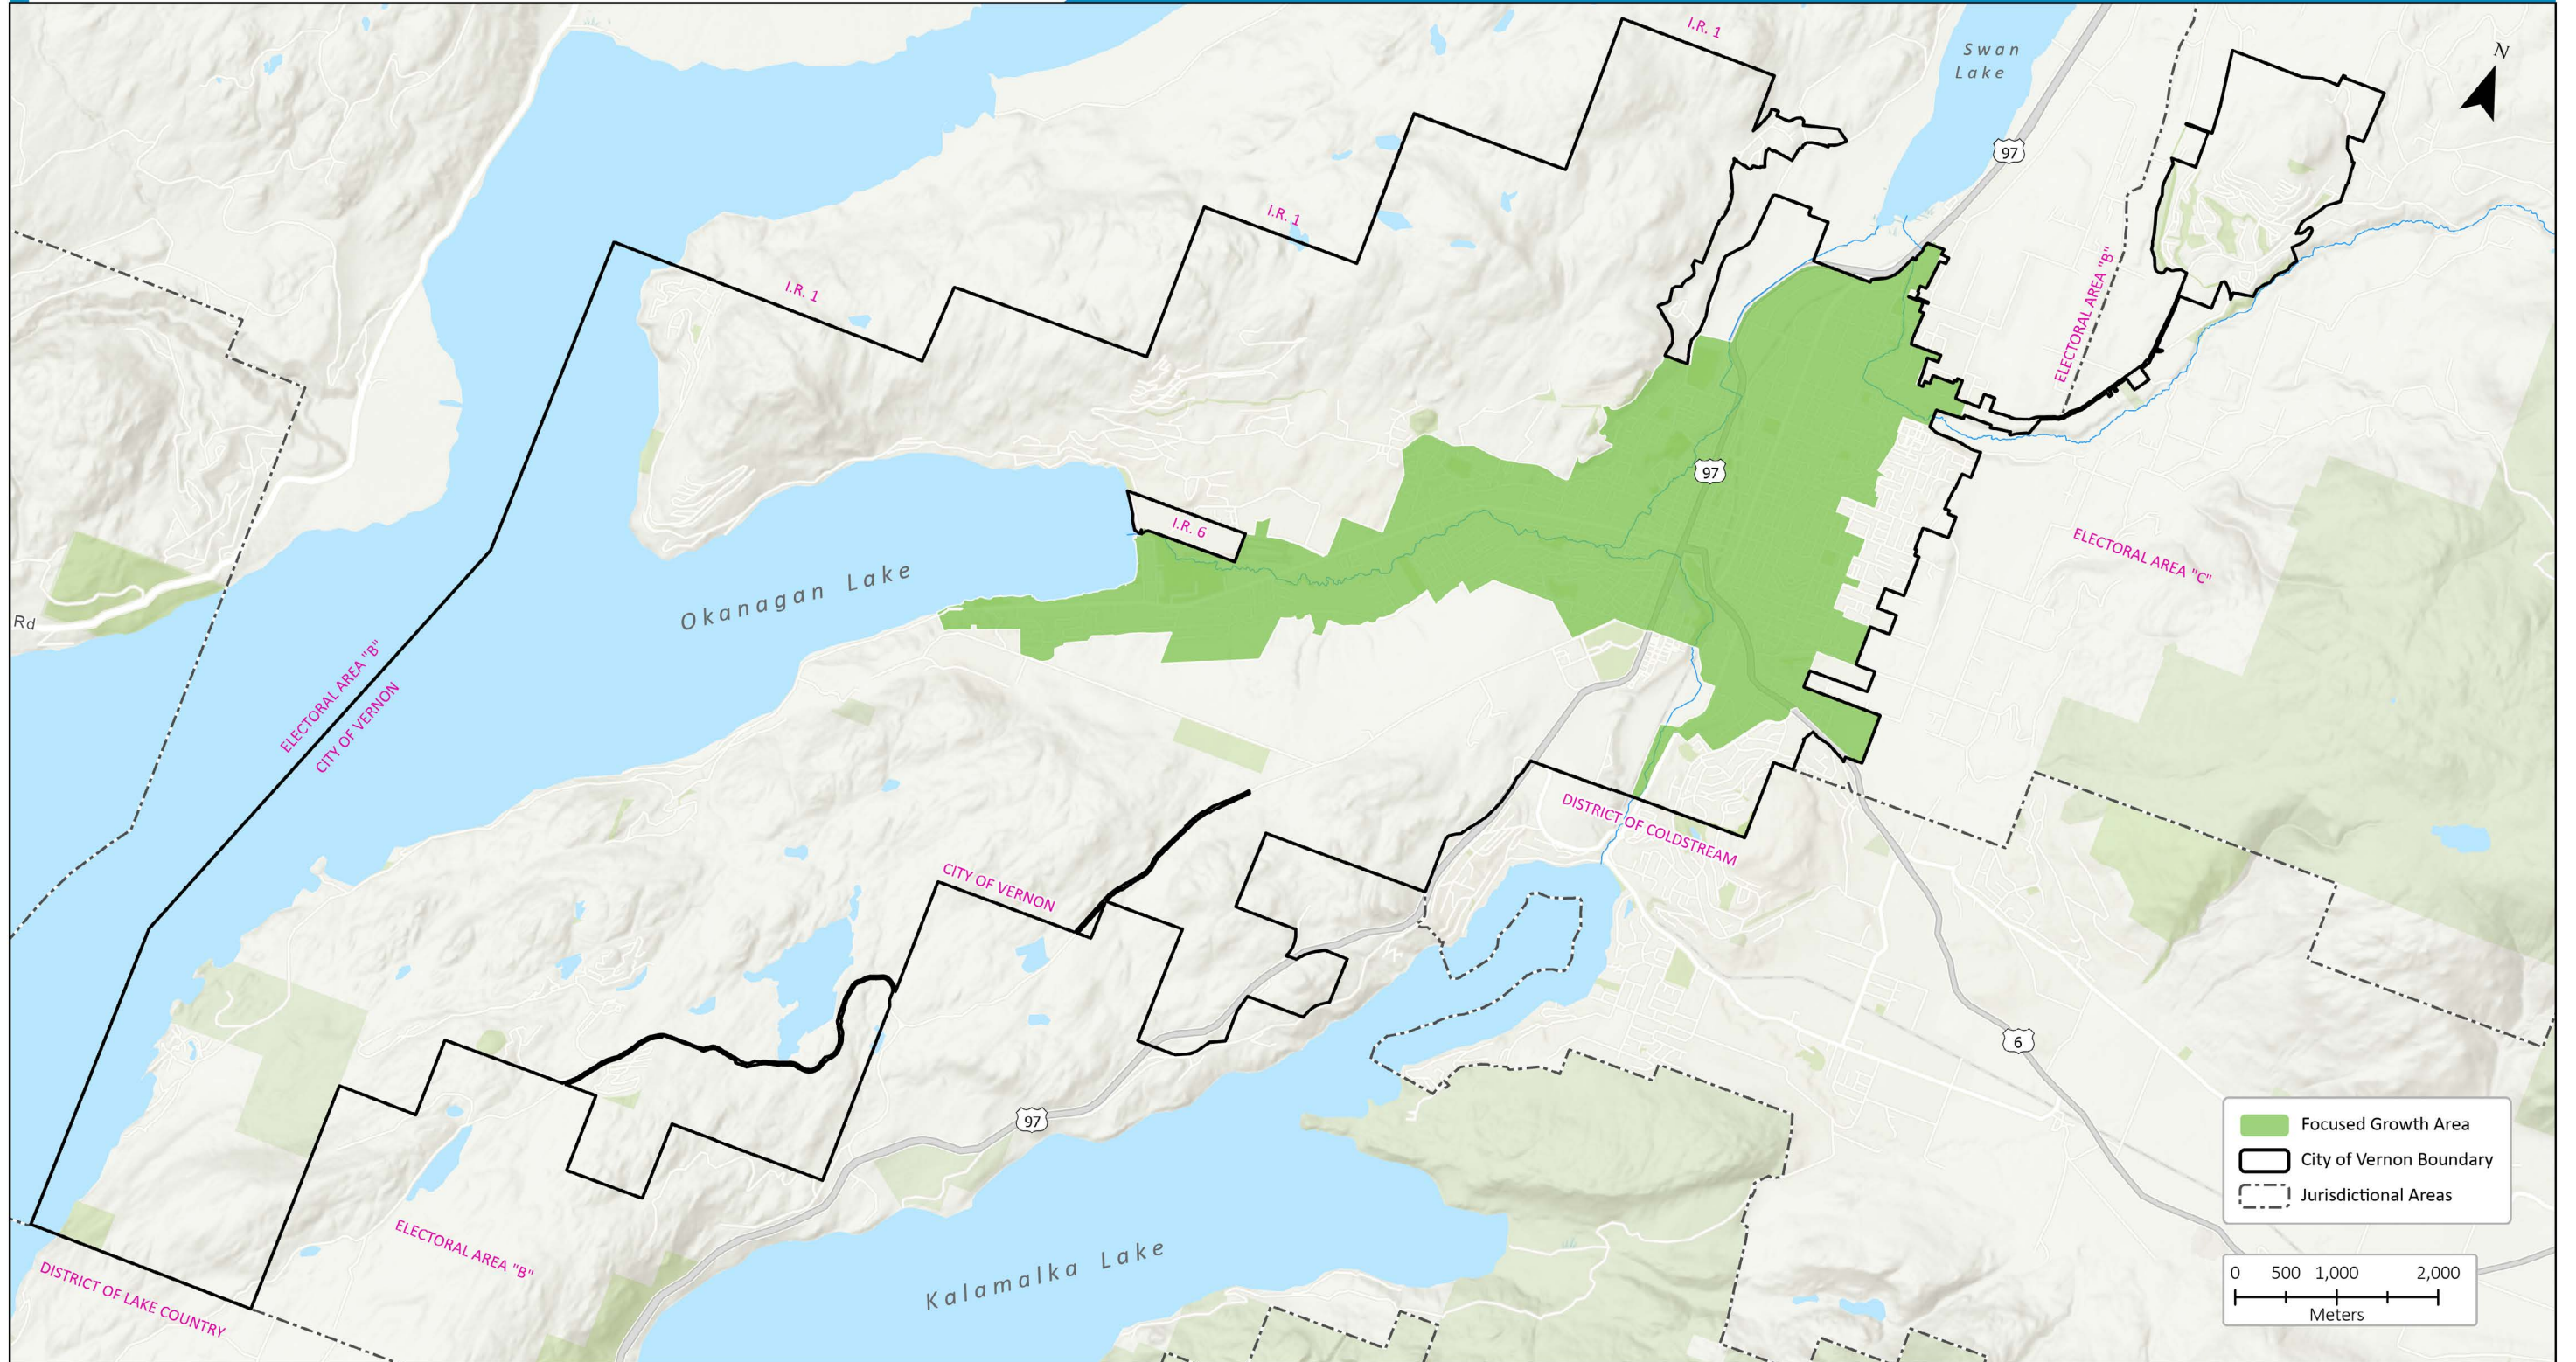 I.R. 1
Swan
Lake
N
97
I.R. 1
ELECTORAL AREA "B"
I.R. 1
97
I.R. 6
ELECTORAL AREA "C"
Okanagan Lake
Rd
ELECTORAL AREA "B"
CITY OF VERNON
DISTRICT OF COLDSTREAM
CITY OF VERNON
6
97
Focused Growth Area
City of Vernon Boundary
Jurisdictional Areas
ELECTORAL AREA "B"
Kalamalka Lake
DISTRICT OF LAKE COUNTRY
0 500 1,000 2,000
Meters